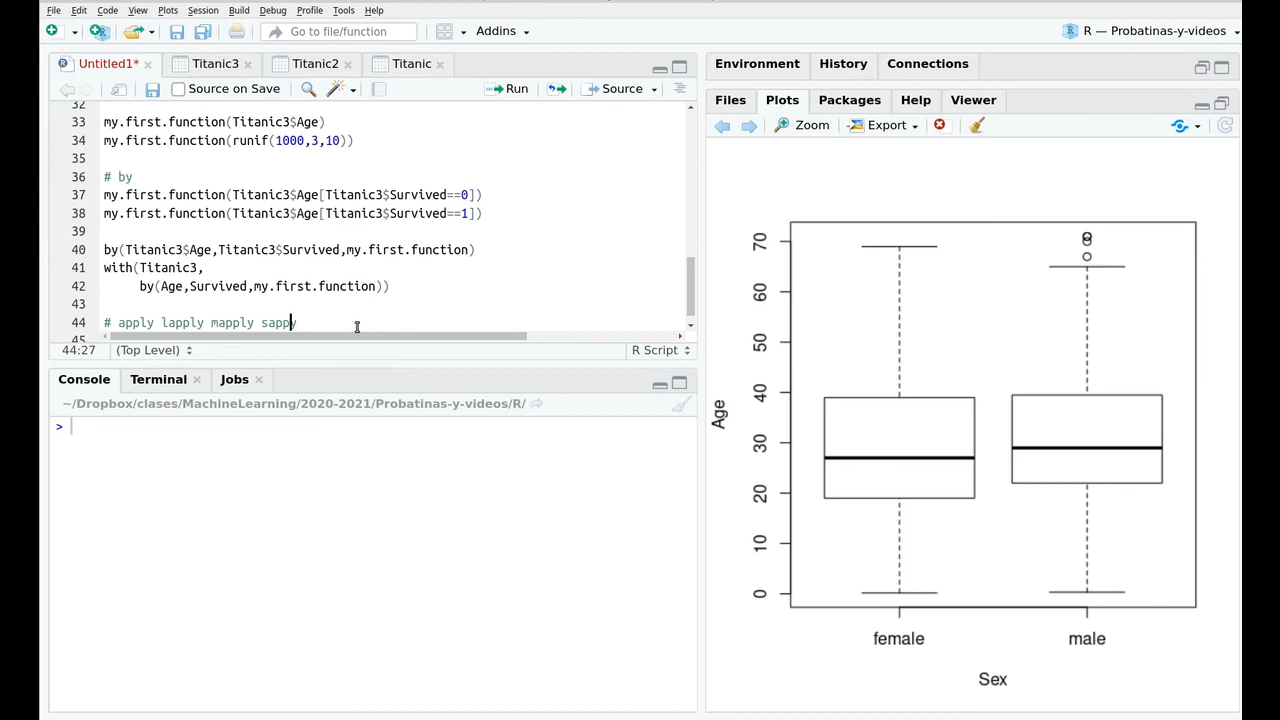 File Edit Code View Plots Session Build Debug Profile Tools Help
Go to file/function Addins R — Probatinas-y-videos
Untitled1* Titanic3 Titanic2 Titanic
Source on Save Run Source
32
33 my.first.function(Titanic3$Age)
34 my.first.function(runif(1000,3,10))
35
36 # by
37 my.first.function(Titanic3$Age[Titanic3$Survived==0])
38 my.first.function(Titanic3$Age[Titanic3$Survived==1])
39
40 by(Titanic3$Age,Titanic3$Survived,my.first.function)
41 with(Titanic3,
42 by(Age,Survived,my.first.function))
43
44 # apply lapply mapply sappy
45
44:27 (Top Level) R Script
Console Terminal Jobs
~/Dropbox/clases/MachineLearning/2020-2021/Probatinas-y-videos/R/
>
Environment History Connections
Files Plots Packages Help Viewer
Zoom Export
70
60
50
40
30
20
10
0
Age
female male
Sex